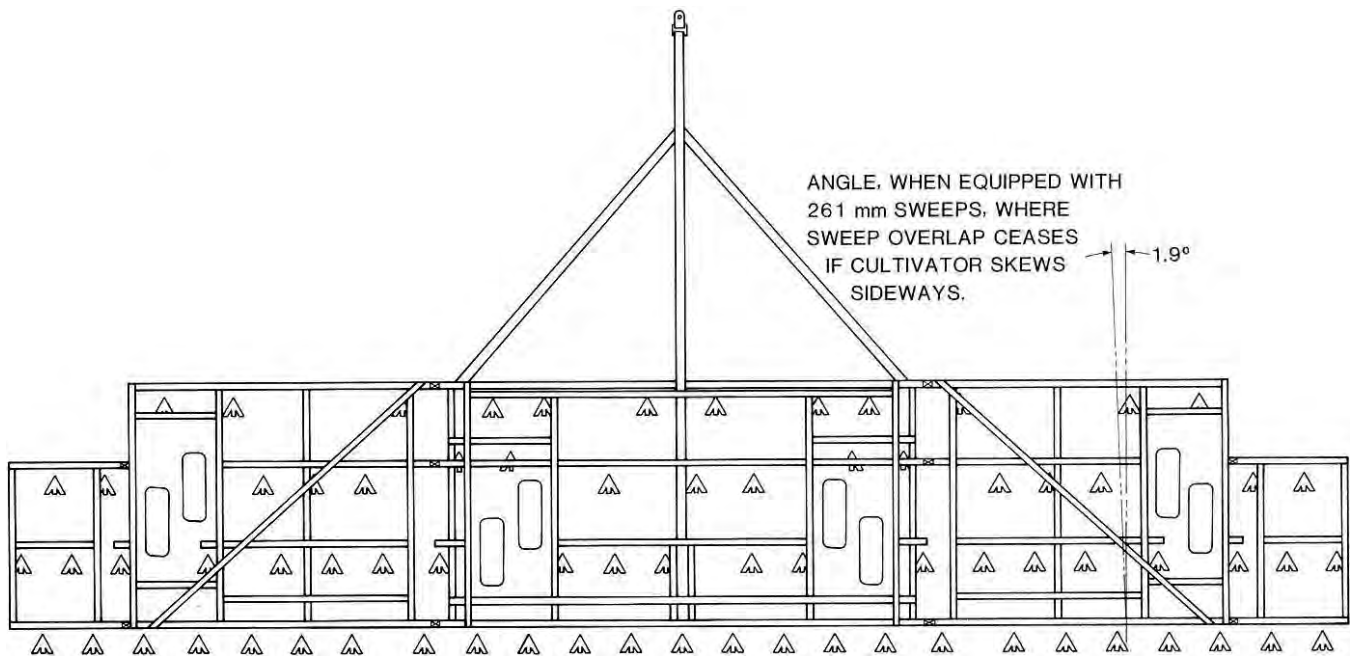 ANGLE, WHEN EQUIPPED WITH
261 mm SWEEPS, WHERE
SWEEP OVERLAP CEASES
IF CULTIVATOR SKEWS
SIDEWAYS.
1.9°